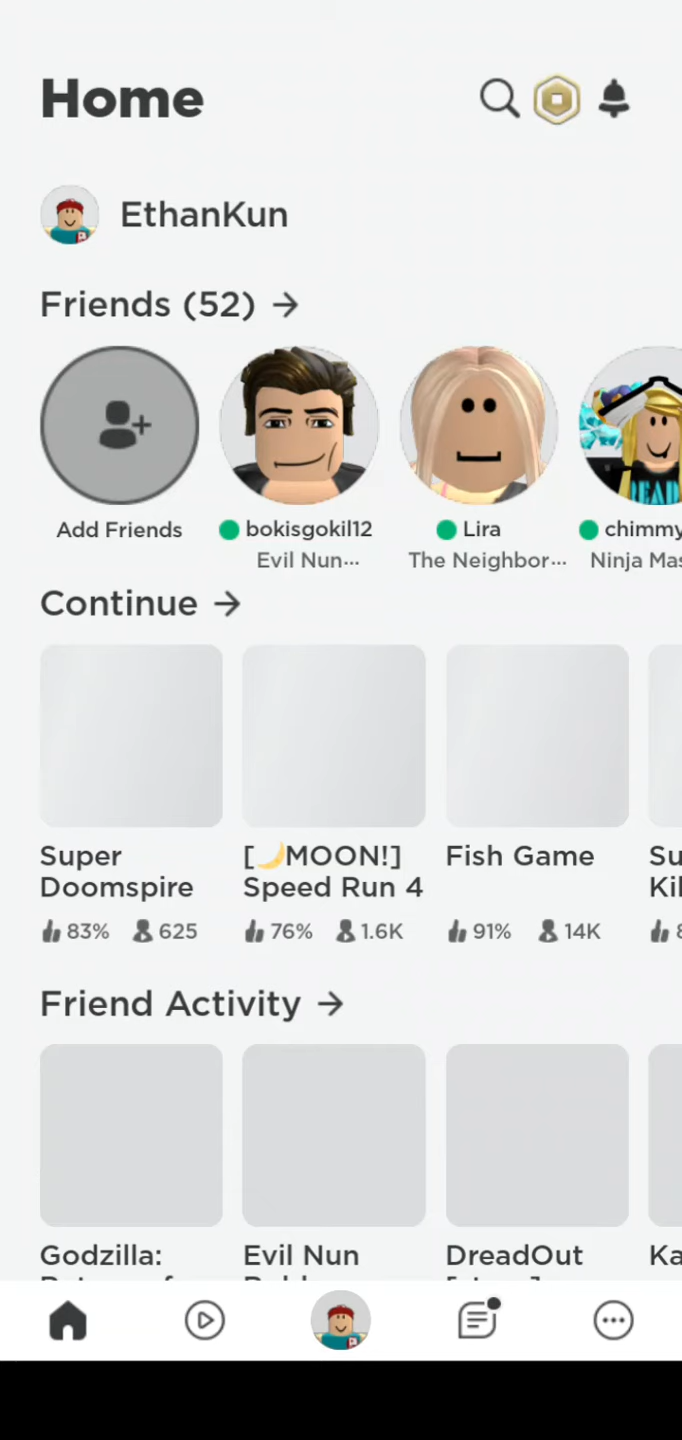 Home
EthanKun
Friends (52) →
Add Friends
bokisgokil12
Lira
chimmy
Evil Nun...
The Neighbor...
Ninja Mas
Continue →
Super
Doomspire
[🌙MOON!]
Speed Run 4
Fish Game
Su
Kil
83%
625
76%
1.6K
91%
14K
8
Friend Activity →
Godzilla:
Evil Nun
DreadOut
Ka